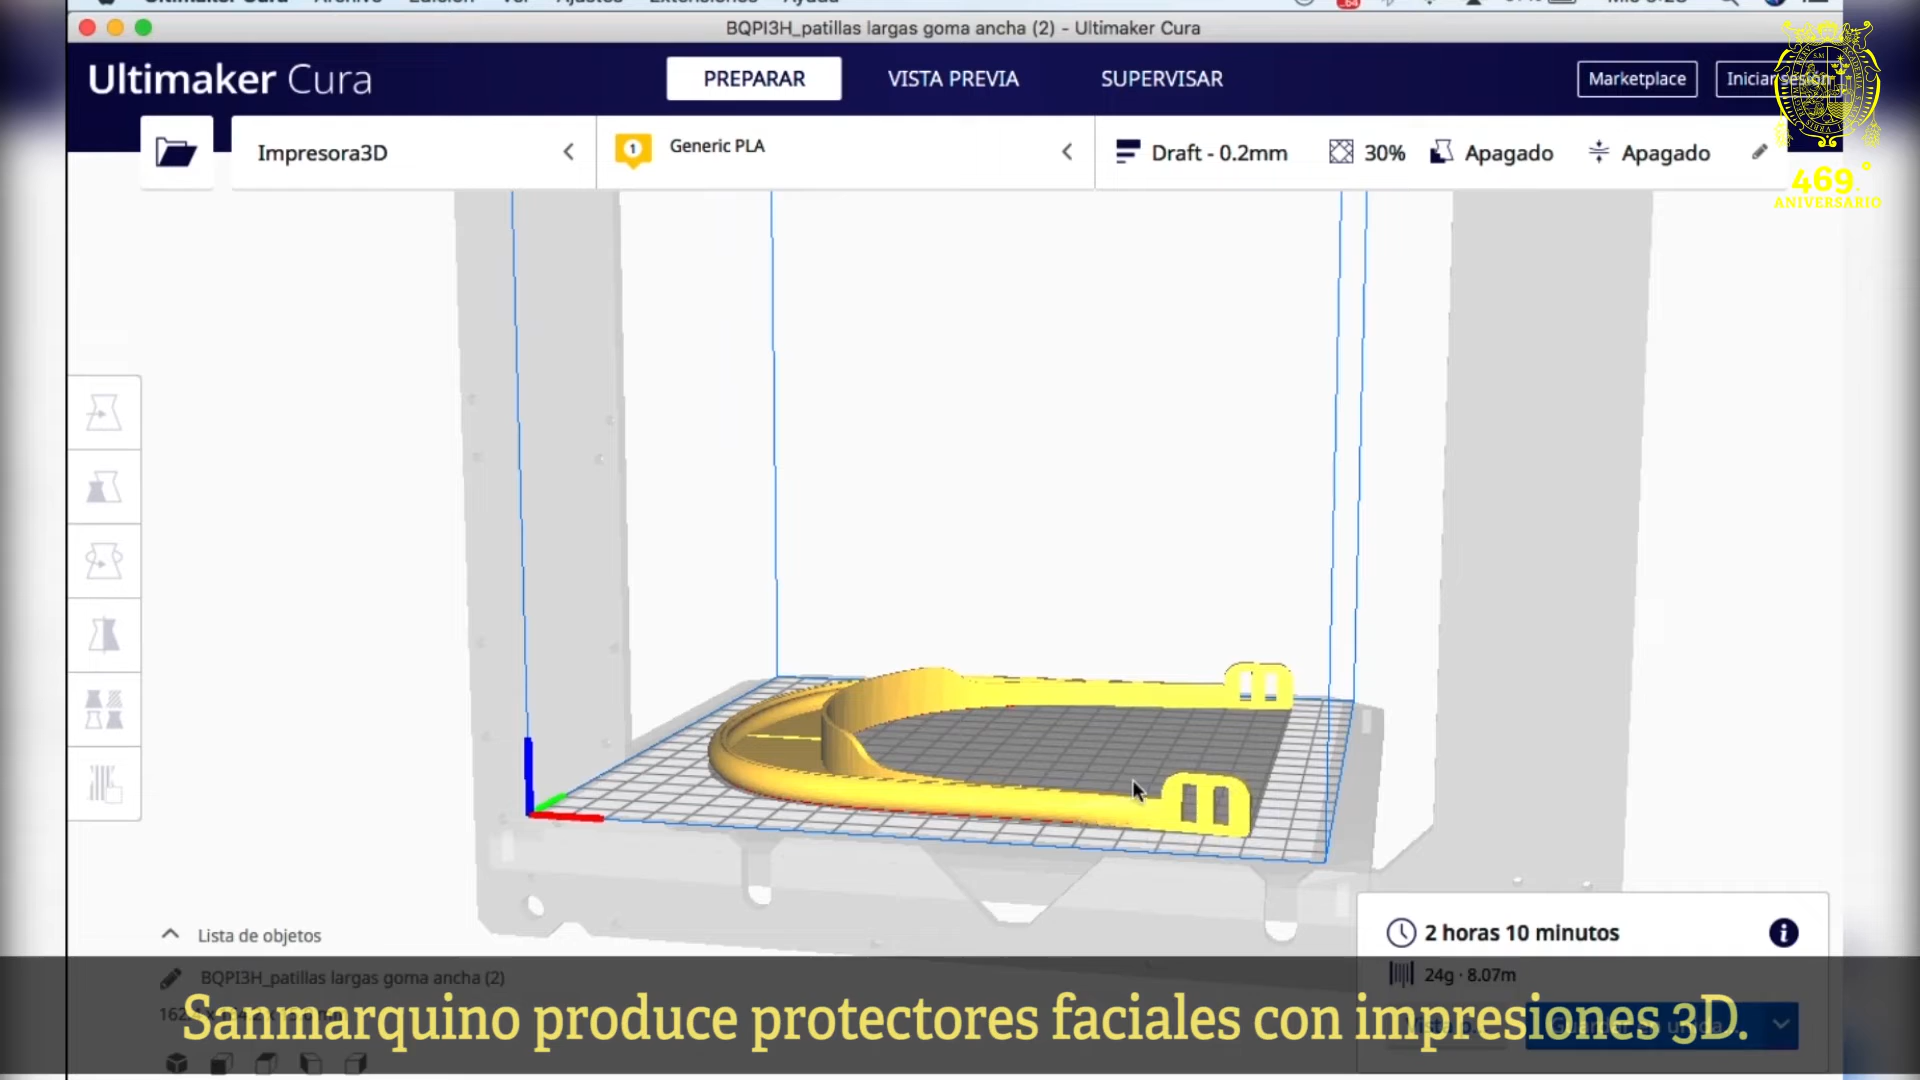 BQPI3H_patillas largas goma ancha (2) - Ultimaker Cura
Ultimaker Cura
PREPARAR
VISTA PREVIA
SUPERVISAR
Marketplace
Iniciar sesión
Impresora3D
1
Generic PLA
Draft - 0.2mm
30%
Apagado
Apagado
469.°
ANIVERSARIO
Lista de objetos
BQPI3H_patillas largas goma ancha (2)
2 horas 10 minutos
24g · 8.07m
Sanmarquino produce protectores faciales con impresiones 3D.